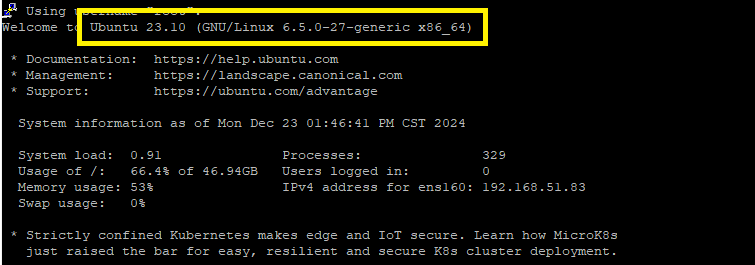 Using username "root".
Welcome to Ubuntu 23.10 (GNU/Linux 6.5.0-27-generic x86_64)
* Documentation: https://help.ubuntu.com
* Management: https://landscape.canonical.com
* Support: https://ubuntu.com/advantage
System information as of Mon Dec 23 01:46:41 PM CST 2024
System load: 0.91 Processes: 329
Usage of /: 66.4% of 46.94GB Users logged in: 0
Memory usage: 53% IPv4 address for ens160: 192.168.51.83
Swap usage: 0%
* Strictly confined Kubernetes makes edge and IoT secure. Learn how MicroK8s
just raised the bar for easy, resilient and secure K8s cluster deployment.